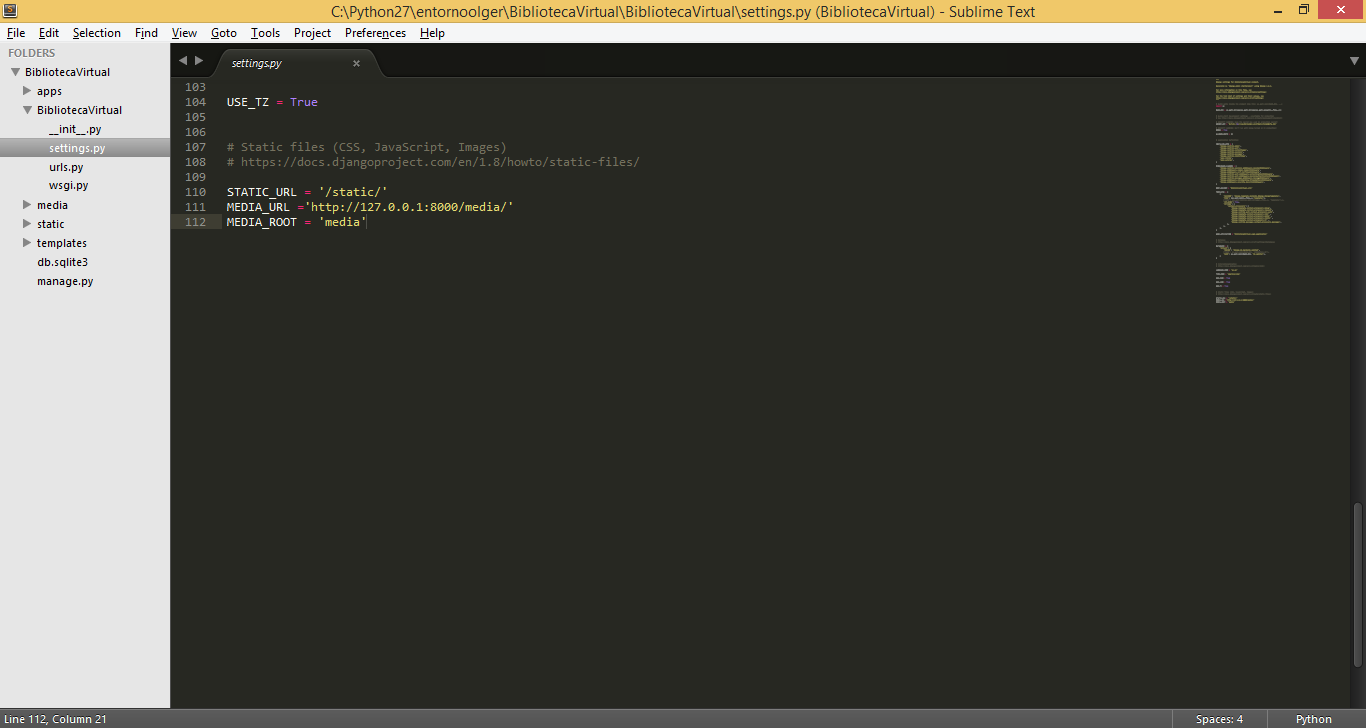 C:\Python27\entornoolger\BibliotecaVirtual\BibliotecaVirtual\settings.py (BibliotecaVirtual) - Sublime Text
File Edit Selection Find View Goto Tools Project Preferences Help
FOLDERS
BibliotecaVirtual
apps
BibliotecaVirtual
__init__.py
settings.py
urls.py
wsgi.py
media
static
templates
db.sqlite3
manage.py
settings.py
103
104 USE_TZ = True
105
106
107 # Static files (CSS, JavaScript, Images)
108 # https://docs.djangoproject.com/en/1.8/howto/static-files/
109
110 STATIC_URL = '/static/'
111 MEDIA_URL ='http://127.0.0.1:8000/media/'
112 MEDIA_ROOT = 'media'
Line 112, Column 21
Spaces: 4
Python